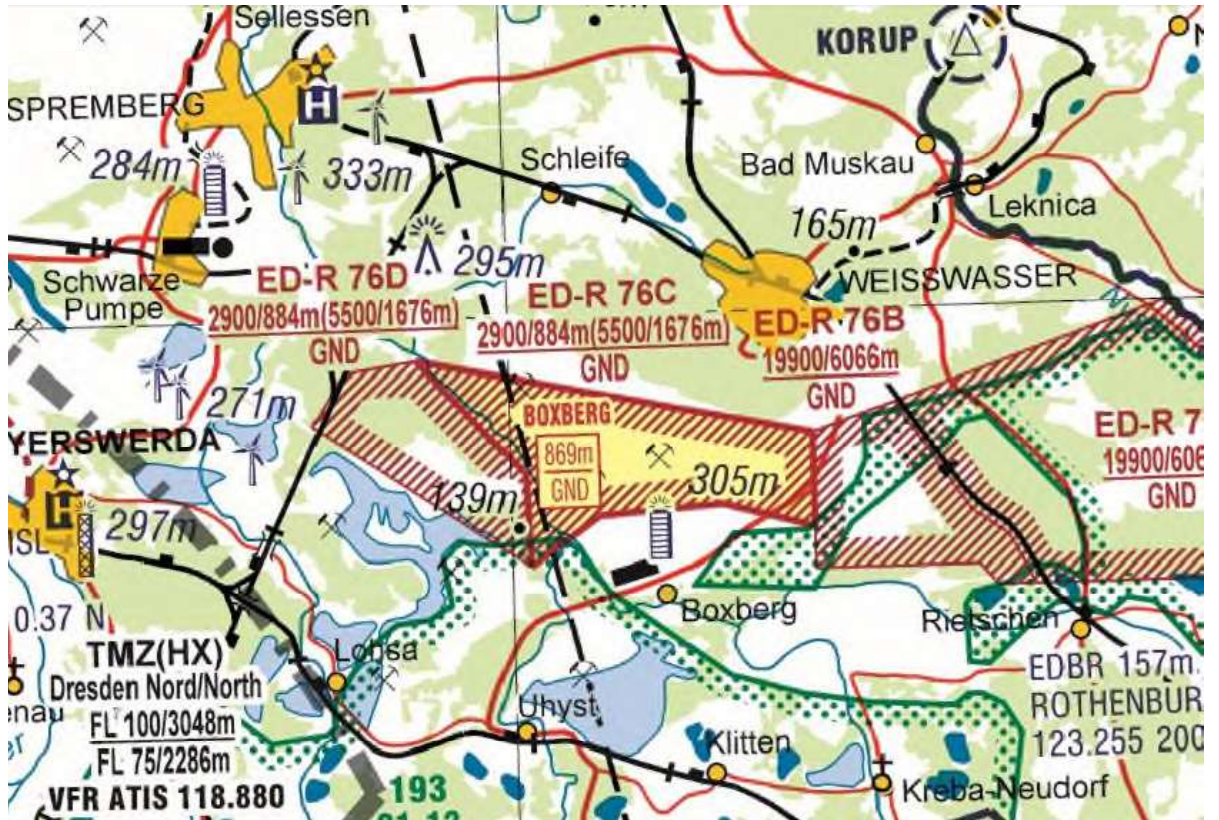 Sellessen
KORUP
SPREMBERG
284m
333m
Schleife
Bad Muskau
165m
Leknica
295m
Schwarze
Pumpe
WEISSWASSER
ED-R 76D
2900/884m(5500/1676m)
GND
ED-R 76C
2900/884m(5500/1676m)
GND
ED-R 76B
19900/6066m
GND
271m
YERSWERDA
BOXBERG
869m
GND
305m
139m
ED-R 7
19900/606
GND
297m
0.37 N
Boxberg
Rietschen
TMZ(HX)
Dresden Nord/North
FL 100/3048m
FL 75/2286m
VFR ATIS 118.880
Lohsa
Uhyst
Klitten
Kreba-Neudorf
EDBR 157m
ROTHENBUR
123.255 200
enau
193
H
H